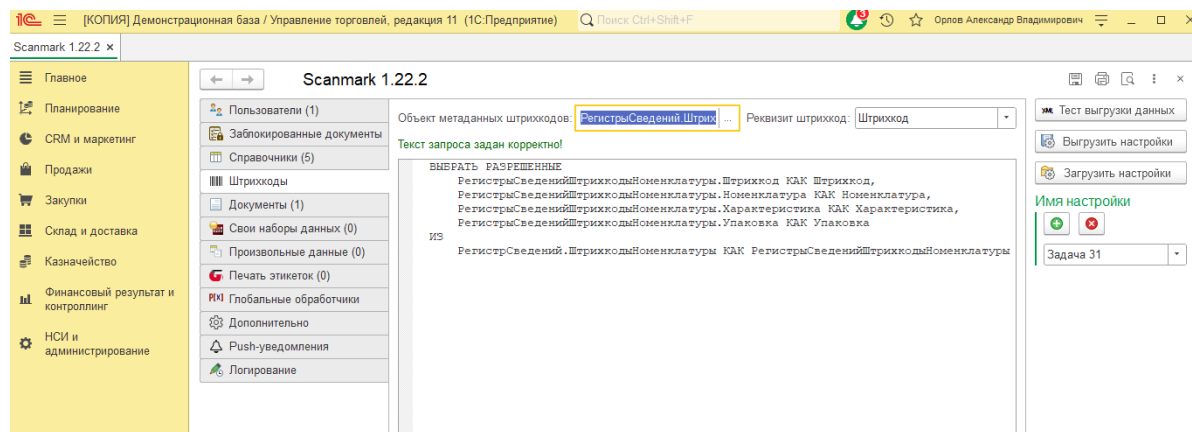 [КОПИЯ] Демонстрационная база / Управление торговлей, редакция 11 (1С:Предприятие)
Поиск Ctrl+Shift+F
3
Орлов Александр Владимирович
Scanmark 1.22.2 ×
Главное
Планирование
CRM и маркетинг
Продажи
Закупки
Склад и доставка
Казначейство
Финансовый результат и
контроллинг
НСИ и
администрирование
Scanmark 1.22.2
Пользователи (1)
Заблокированные документы
Справочники (5)
Штрихкоды
Документы (1)
Свои наборы данных (0)
Произвольные данные (0)
Печать этикеток (0)
Глобальные обработчики
Дополнительно
Push-уведомления
Логирование
Объект метаданных штрихкодов: РегистрыСведений.Штрих ... Реквизит штрихкод: Штрихкод
Текст запроса задан корректно!
ВЫБРАТЬ РАЗРЕШЕННЫЕ
РегистрыСведенийШтрихкодыНоменклатуры.Штрихкод КАК Штрихкод,
РегистрыСведенийШтрихкодыНоменклатуры.Номенклатура КАК Номенклатура,
РегистрыСведенийШтрихкодыНоменклатуры.Характеристика КАК Характеристика,
РегистрыСведенийШтрихкодыНоменклатуры.Упаковка КАК Упаковка
ИЗ
РегистрСведений.ШтрихкодыНоменклатуры КАК РегистрыСведенийШтрихкодыНоменклатуры
Тест выгрузки данных
Выгрузить настройки
Загрузить настройки
Имя настройки
Задача 31